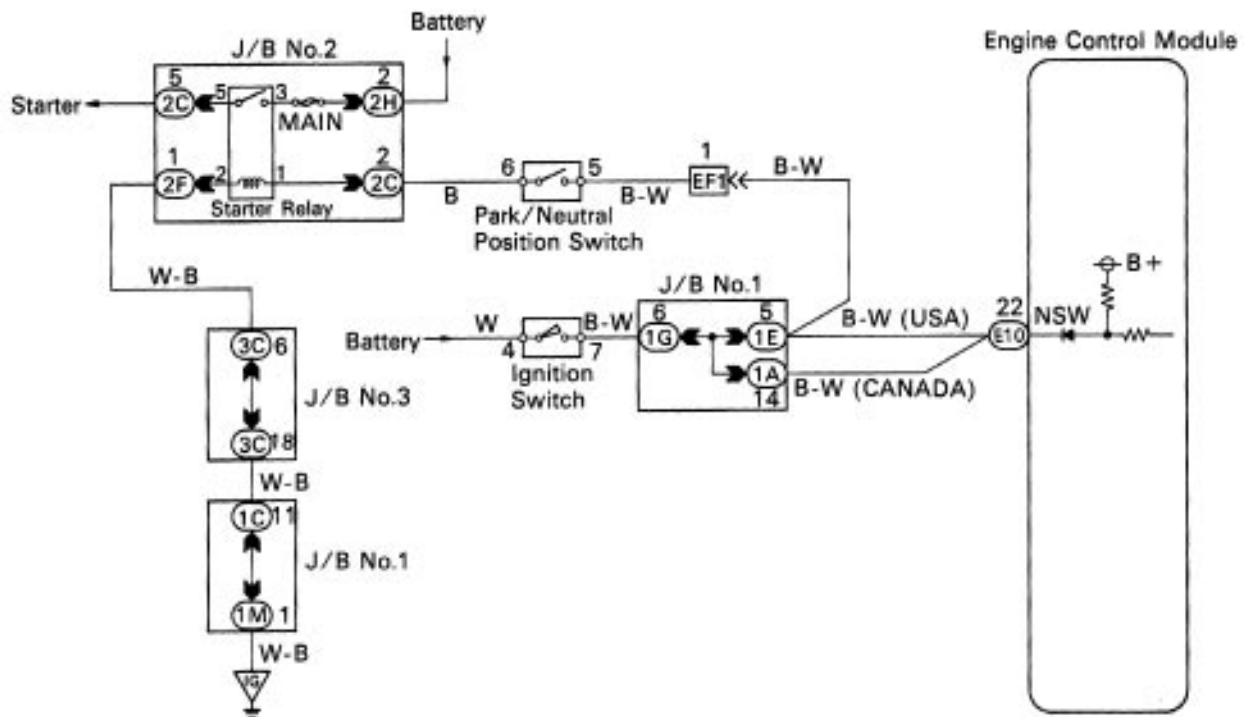 Battery
J/B No.2
Engine Control Module
5
2
Starter
2C
5
3
2H
MAIN
1
2
2F
2
1
2C
Starter Relay
B
6
5
Park/Neutral
Position Switch
B-W
1
EF1
B-W
W-B
J/B No.1
B+
Battery
W
4
7
B-W
Ignition
Switch
6
1G
5
1E
1A
14
B-W (USA)
B-W (CANADA)
22
E10
NSW
3C 6
J/B No.3
3C 18
W-B
1C 11
J/B No.1
1M 1
W-B
IG